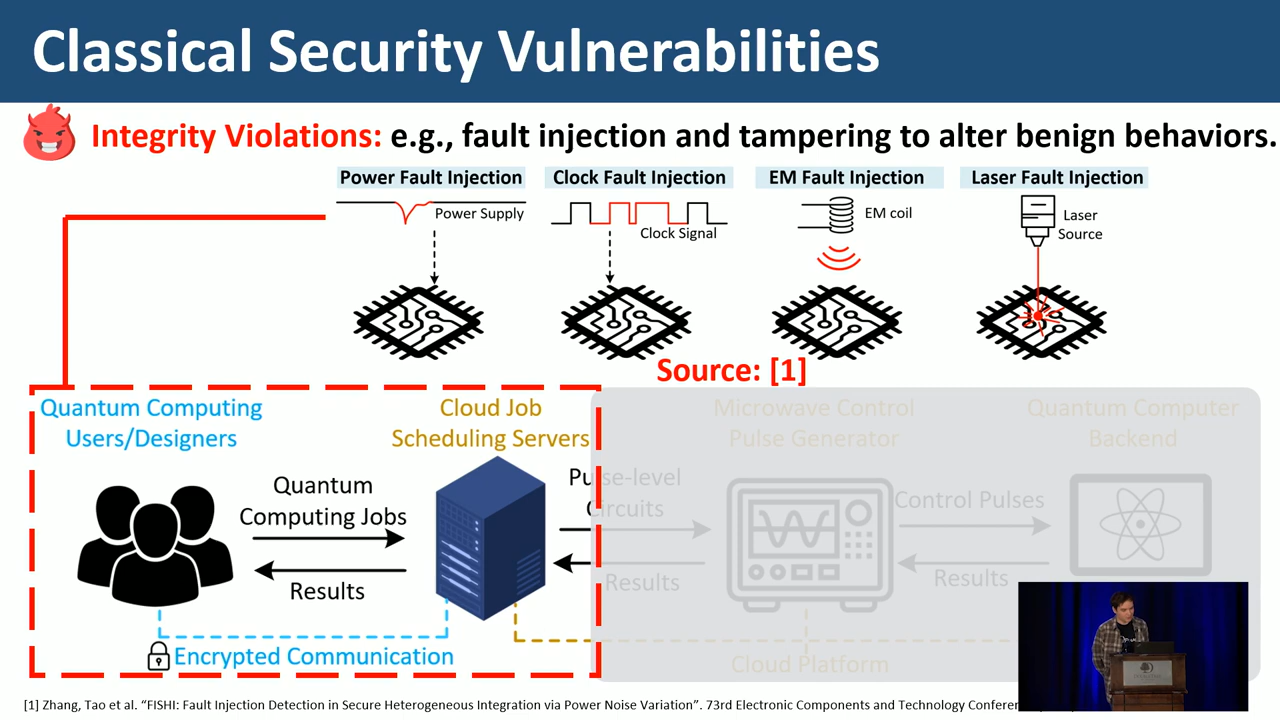 Classical Security Vulnerabilities
Integrity Violations: e.g., fault injection and tampering to alter benign behaviors.
Power Fault Injection
Clock Fault Injection
EM Fault Injection
Laser Fault Injection
Power Supply
Clock Signal
EM coil
Laser
Source
Source: [1]
Quantum Computing
Users/Designers
Cloud Job
Scheduling Servers
Microwave Control
Pulse Generator
Quantum Computer
Backend
Quantum
Computing Jobs
Results
Pulse-level
Circuits
Results
Control Pulses
Results
Encrypted Communication
Cloud Platform
[1] Zhang, Tao et al. “FISHI: Fault Injection Detection in Secure Heterogeneous Integration via Power Noise Variation”. 73rd Electronic Components and Technology